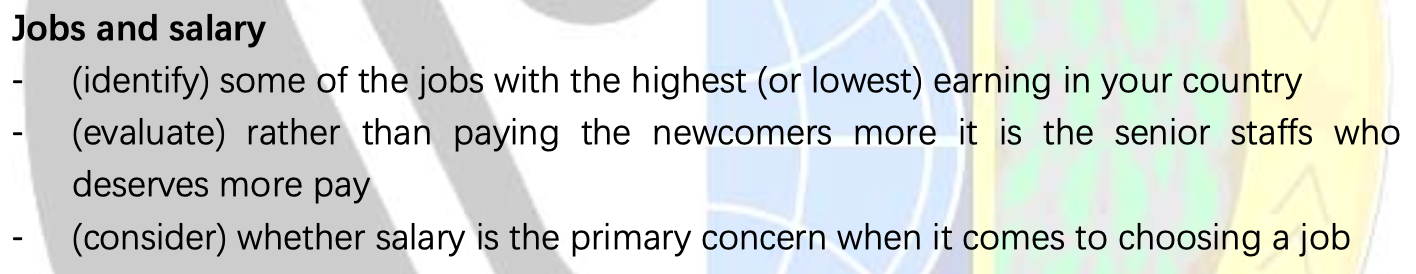 Jobs and salary
- (identify) some of the jobs with the highest (or lowest) earning in your country
- (evaluate) rather than paying the newcomers more it is the senior staffs who
deserves more pay
- (consider) whether salary is the primary concern when it comes to choosing a job